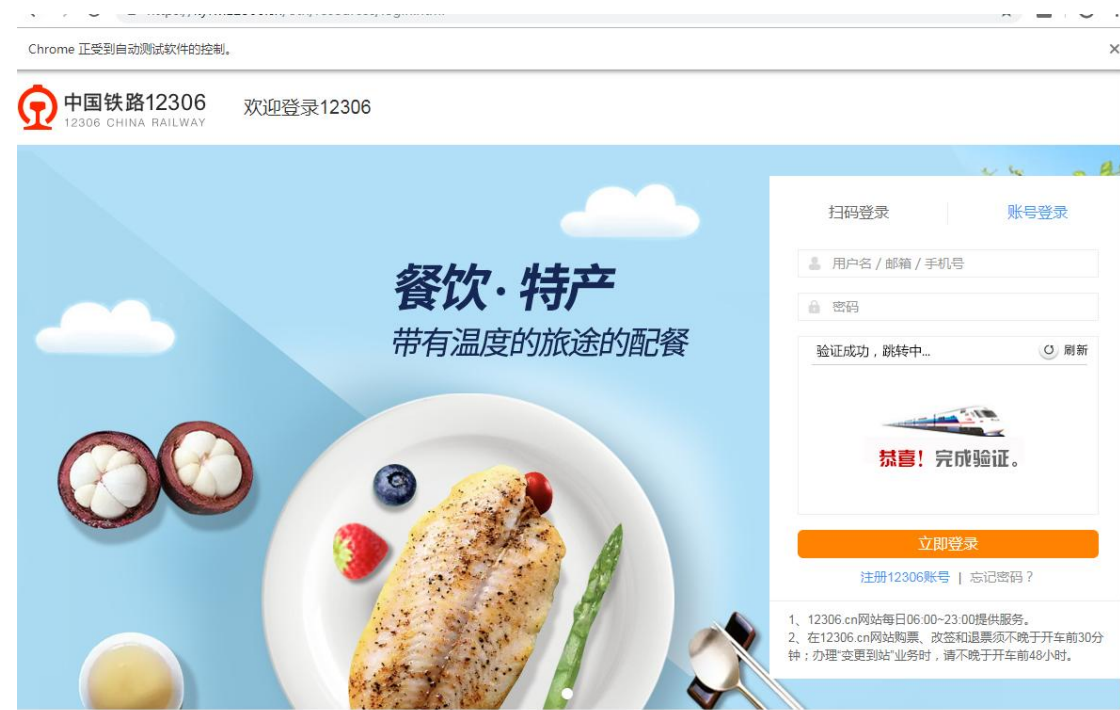 Chrome 正受到自动测试软件的控制。
中国铁路12306
12306 CHINA RAILWAY
欢迎登录12306
餐饮·特产
带有温度的旅途的配餐
扫码登录
账号登录
用户名 / 邮箱 / 手机号
密码
验证成功，跳转中...
刷新
恭喜！完成验证。
立即登录
注册12306账号 | 忘记密码？
1、12306.cn网站每日06:00~23:00提供服务。
2、在12306.cn网站购票、改签和退票须不晚于开车前30分
钟；办理“变更到站”业务时，请不晚于开车前48小时。